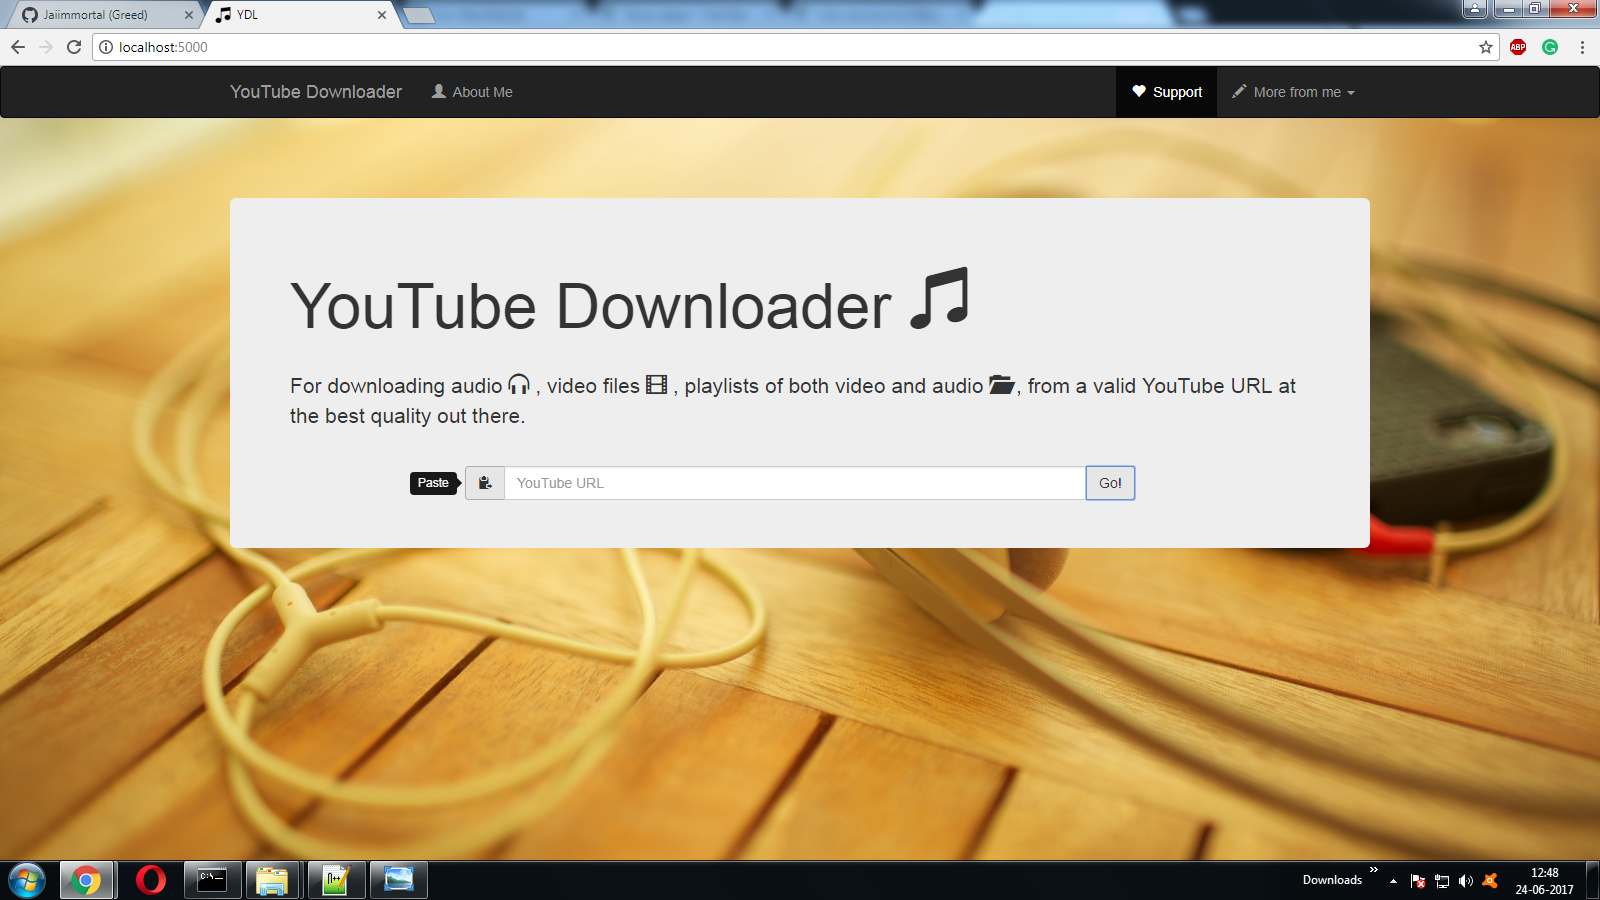 Jaiimmortal (Greed)
YDL
localhost:5000
ABP
YouTube Downloader
About Me
Support
More from me
YouTube Downloader
For downloading audio , video files , playlists of both video and audio , from a valid YouTube URL at
the best quality out there.
Paste
YouTube URL
Go!
C:\.
Downloads
12:48
24-06-2017